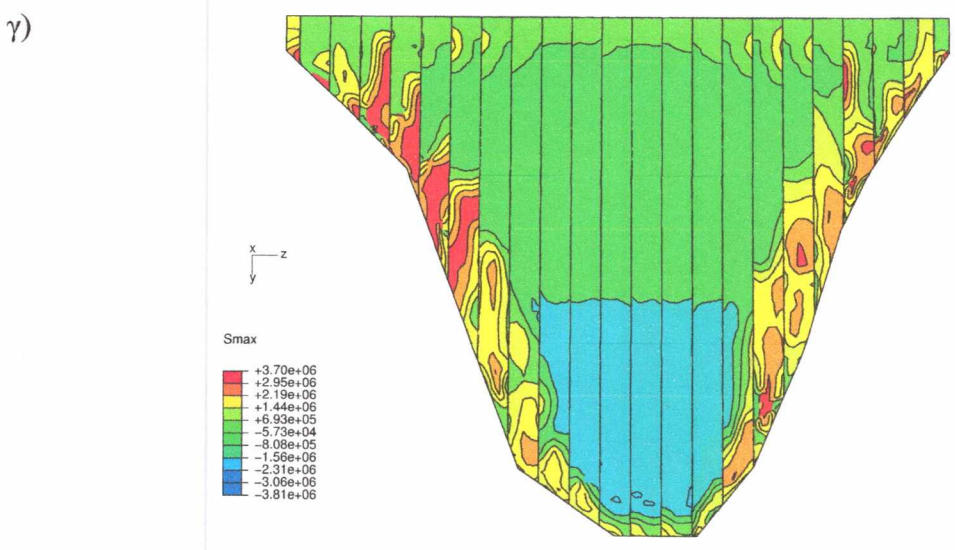 γ)
x
z
y
Smax
+3.70e+06
+2.95e+06
+2.19e+06
+1.44e+06
+6.93e+05
−5.73e+04
−8.08e+05
−1.56e+06
−2.31e+06
−3.06e+06
−3.81e+06